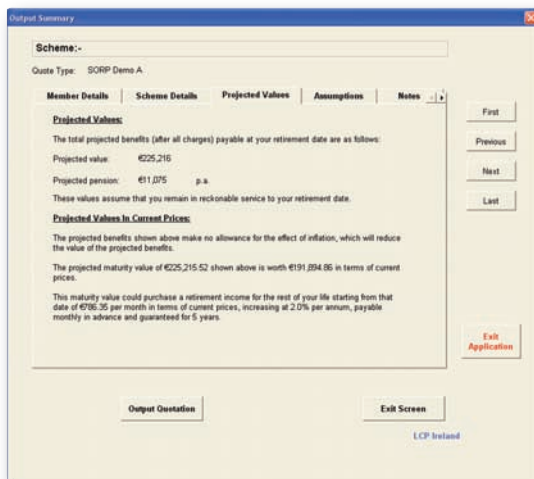 Output Summary
Scheme:-
Quote Type: SORP Demo A
Member Details Scheme Details Projected Values Assumptions Notes
Projected Values:
The total projected benefits (after all charges) payable at your retirement date are as follows:
Projected value: €225,216
Projected pension: €11,075 p.a.
These values assume that you remain in reckonable service to your retirement date.
Projected Values In Current Prices:
The projected benefits shown above make no allowance for the effect of inflation, which will reduce
the value of the projected benefits.
The projected maturity value of €225,215.52 shown above is worth €191,894.86 in terms of current
prices.
This maturity value could purchase a retirement income for the rest of your life starting from that
date of €786.35 per month in terms of current prices, increasing at 2.0% per annum, payable
monthly in advance and guaranteed for 5 years.
First
Previous
Next
Last
Exit
Application
Output Quotation
Exit Screen
LCP Ireland